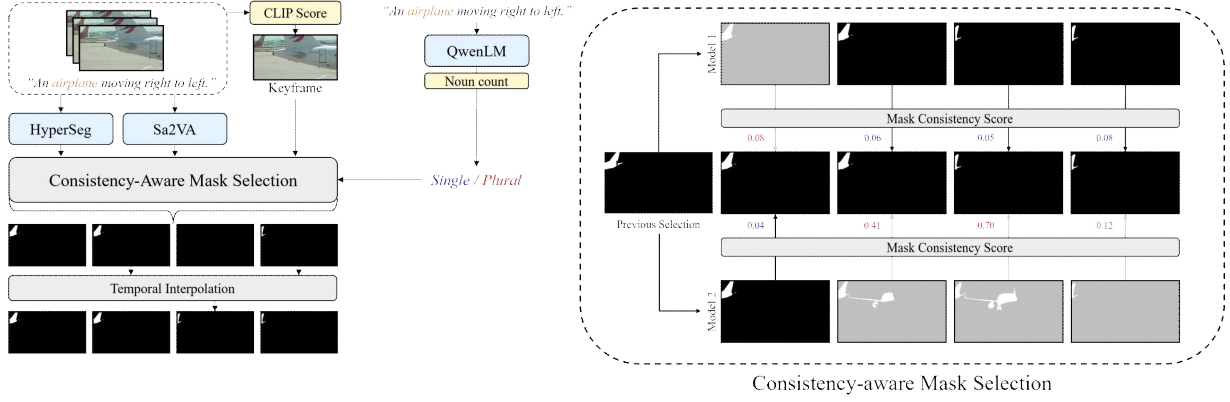 CLIP Score
"An airplane moving right to left."
Keyframe
HyperSeg
Sa2VA
Consistency-Aware Mask Selection
Temporal Interpolation
"An airplane moving right to left."
QwenLM
Noun count
Single / Plural
Model 1
Mask Consistency Score
0.08
0.06
0.05
0.08
Previous Selection
0.04
0.41
0.70
0.12
Mask Consistency Score
Model 2
Consistency-aware Mask Selection